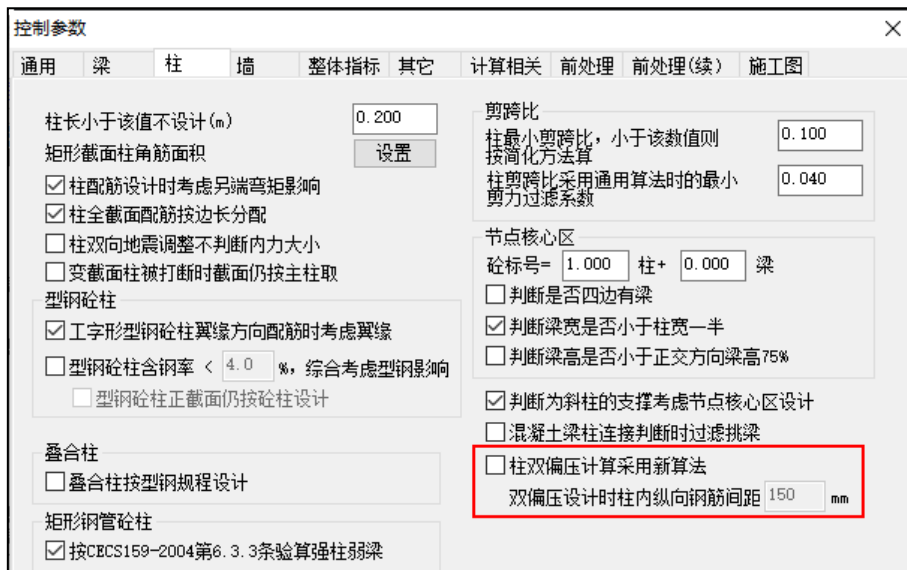 控制参数
通用 梁 柱 墙 整体指标 其它 计算相关 前处理 前处理(续) 施工图
柱长小于该值不设计(m) 0.200
矩形截面柱角筋面积 设置
柱配筋设计时考虑另端弯矩影响
柱全截面配筋按边长分配
柱双向地震调整不判断内力大小
变截面柱被打断时截面仍按主柱取
型钢砼柱
工字形型钢砼柱翼缘方向配筋时考虑翼缘
型钢砼柱含钢率 < 4.0 %, 综合考虑型钢影响
型钢砼柱正截面仍按砼柱设计
叠合柱
叠合柱按型钢规程设计
矩形钢管砼柱
按CECS159-2004第6.3.3条验算强柱弱梁
剪跨比
柱最小剪跨比，小于该数值则
按简化方法算 0.100
柱剪跨比采用通用算法时的最小
剪力过滤系数 0.040
节点核心区
砼标号= 1.000 柱+ 0.000 梁
判断是否四边有梁
判断梁宽是否小于柱宽一半
判断梁高是否小于正交方向梁高75%
判断为斜柱的支撑考虑节点核心区设计
混凝土梁柱连接判断时过滤挑梁
柱双偏压计算采用新算法
双偏压设计时柱内纵向钢筋间距 150 mm